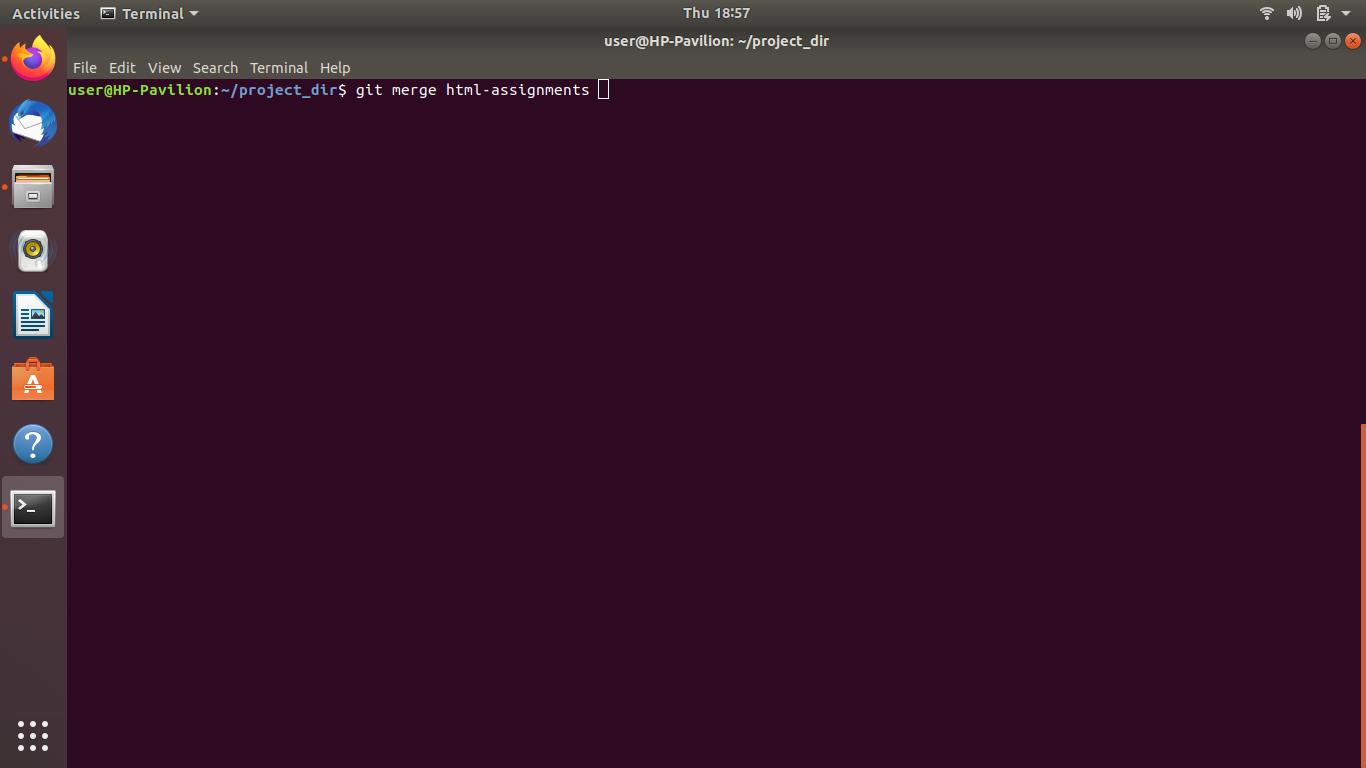 Activities Terminal Thu 18:57
user@HP-Pavilion: ~/project_dir
File Edit View Search Terminal Help
user@HP-Pavilion:~/project_dir$ git merge html-assignments